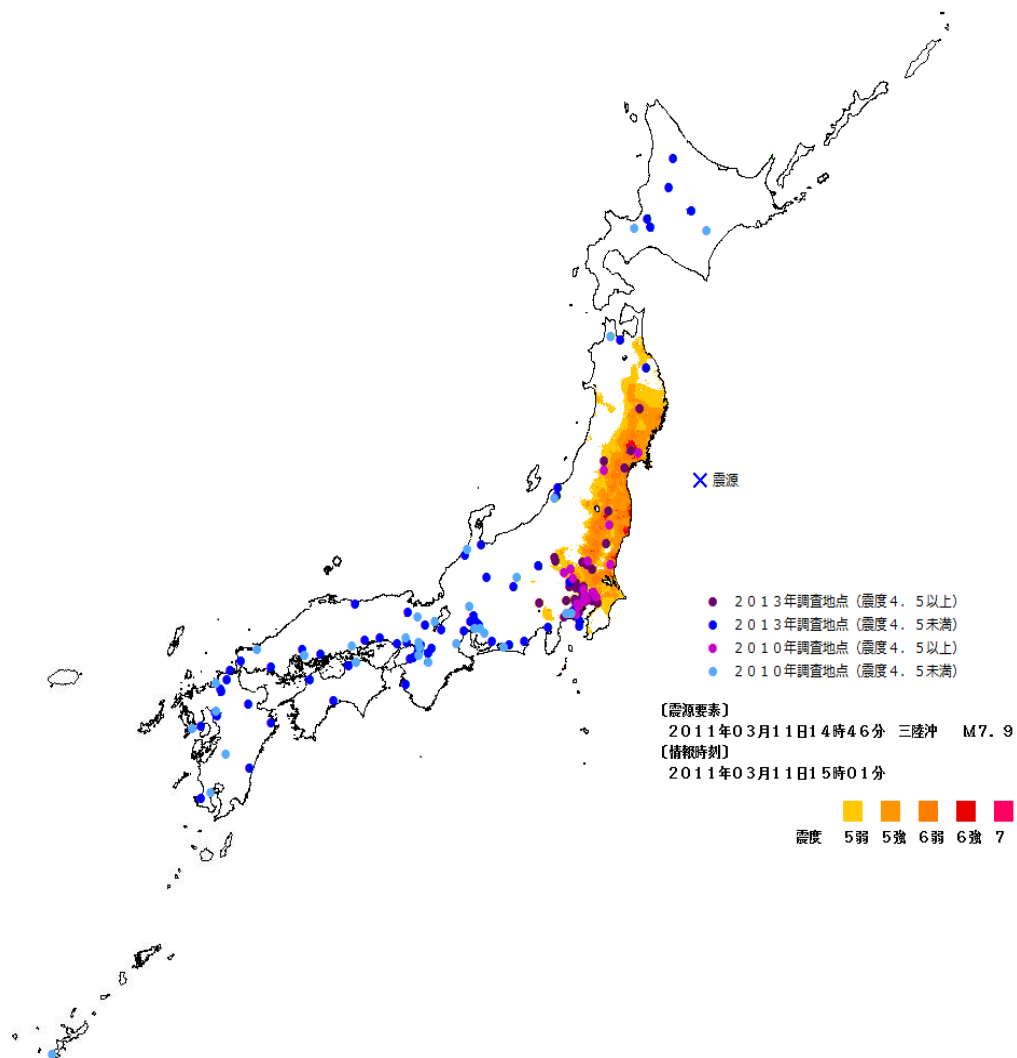 震源
２０１３年調査地点（震度４．５以上）
２０１３年調査地点（震度４．５未満）
２０１０年調査地点（震度４．５以上）
２０１０年調査地点（震度４．５未満）
〔震源要素〕
２０１１年０３月１１日１４時４６分 三陸沖 Ｍ７．９
〔情報時刻〕
２０１１年０３月１１日１５時０１分
震度 ５弱 ５強 ６弱 ６強 ７